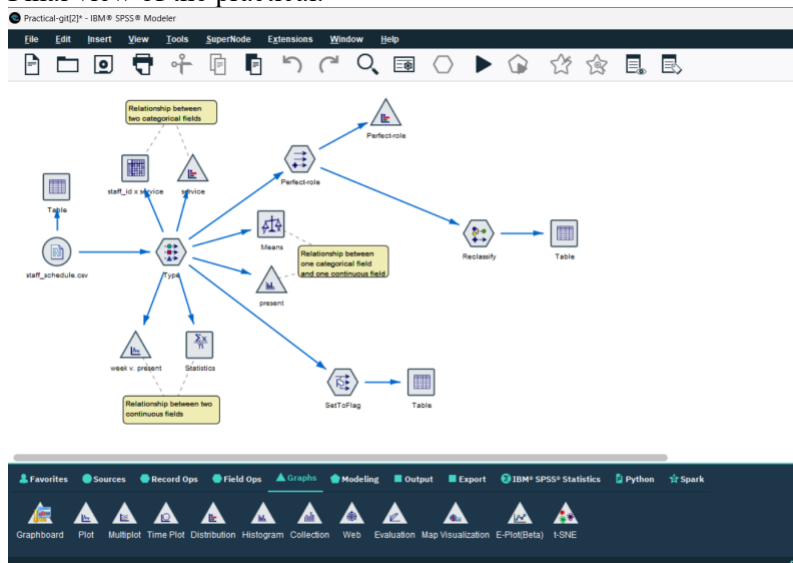 Practical-git[2]* - IBM® SPSS® Modeler
File Edit Insert View Tools SuperNode Extensions Window Help
Relationship between
two categorical fields
Perfect-role
Perfect-role
staff_id x service
service
Table
Means
Relationship between
one categorical field
and one continuous field
Reclassify
Table
staff_schedule.csv
Type
present
week v. present
Statistics
Relationship between two
continuous fields
SetToFlag
Table
Favorites Sources Record Ops Field Ops Graphs Modeling Output Export IBM® SPSS® Statistics Python Spark
Graphboard Plot Multiplot Time Plot Distribution Histogram Collection Web Evaluation Map Visualization E-Plot(Beta) t-SNE